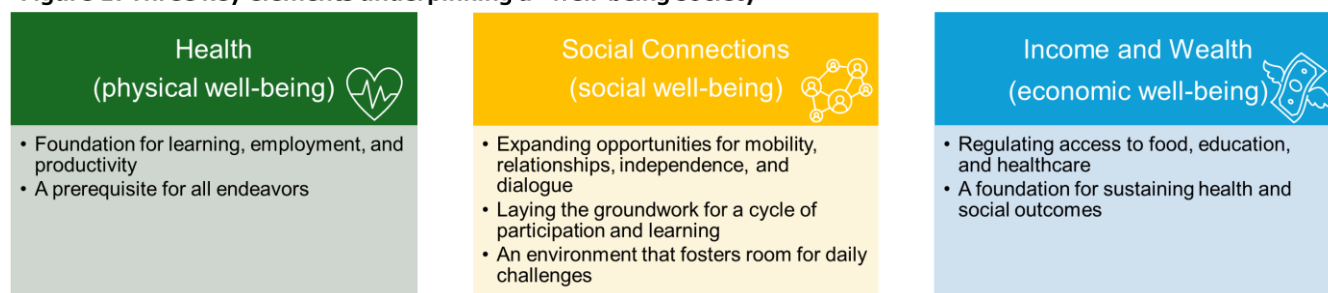 Health
(physical well-being)
• Foundation for learning, employment, and
productivity
• A prerequisite for all endeavors
Social Connections
(social well-being)
• Expanding opportunities for mobility,
relationships, independence, and
dialogue
• Laying the groundwork for a cycle of
participation and learning
• An environment that fosters room for daily
challenges
Income and Wealth
(economic well-being)
• Regulating access to food, education,
and healthcare
• A foundation for sustaining health and
social outcomes